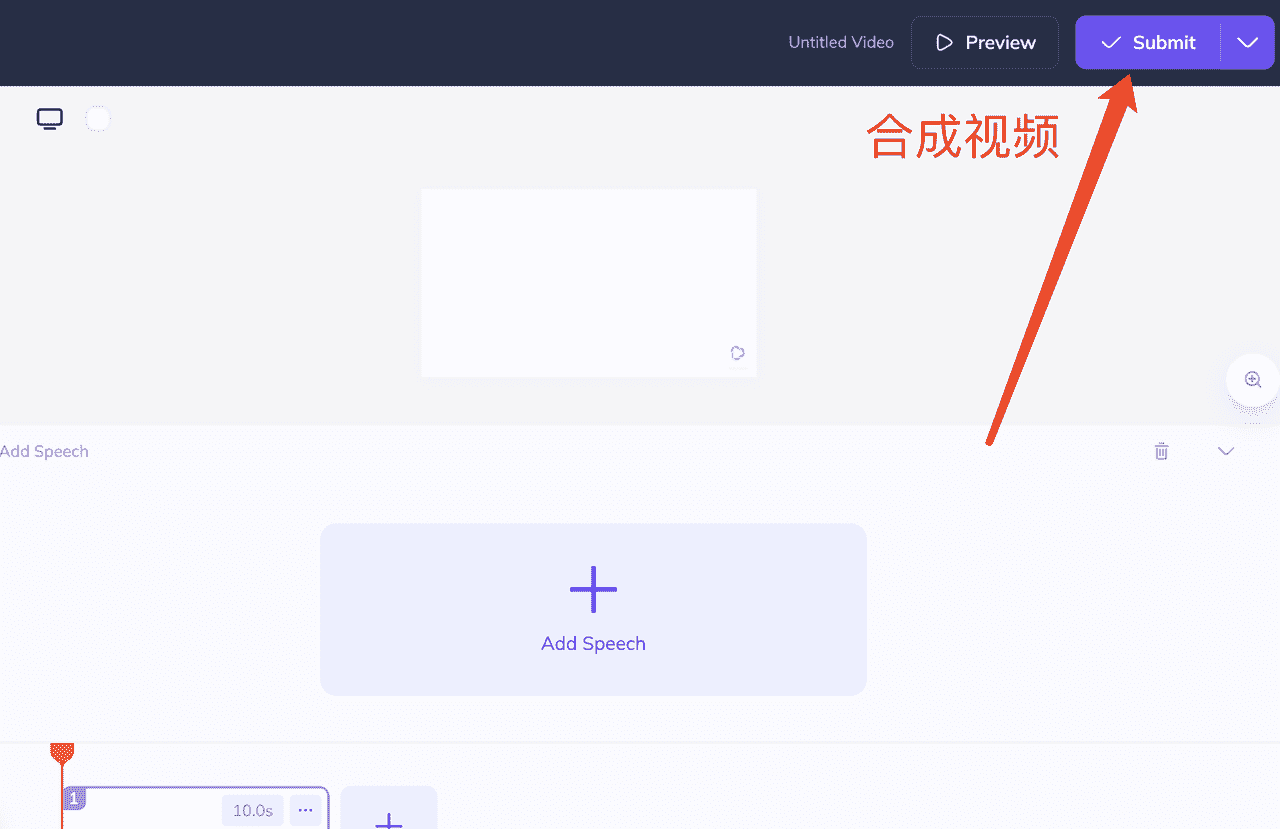 Untitled Video
Preview
Submit
合成视频
Add Speech
Add Speech
1
10.0s